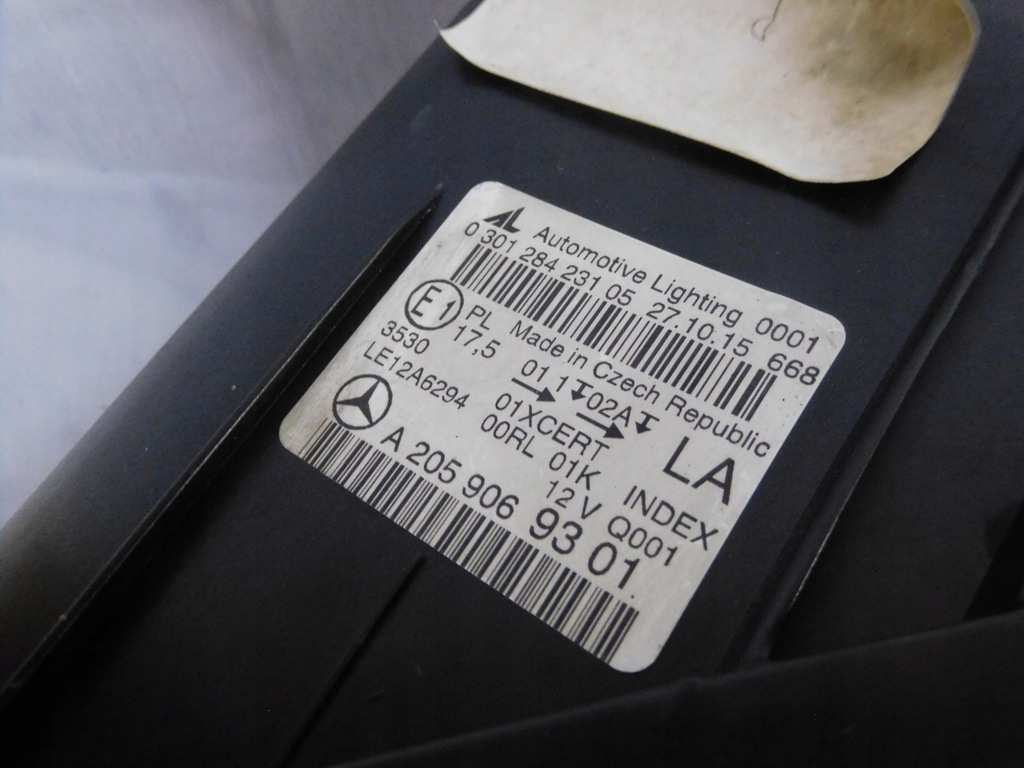 AL Automotive Lighting 0001
0 301 284 231 05 27.10.15 668
E1 PL Made in Czech Republic
17,5
3530 01 1 02A LA
LE12A6294 01XCERT
00RL 01K INDEX
12 V Q001
A 205 906 93 01